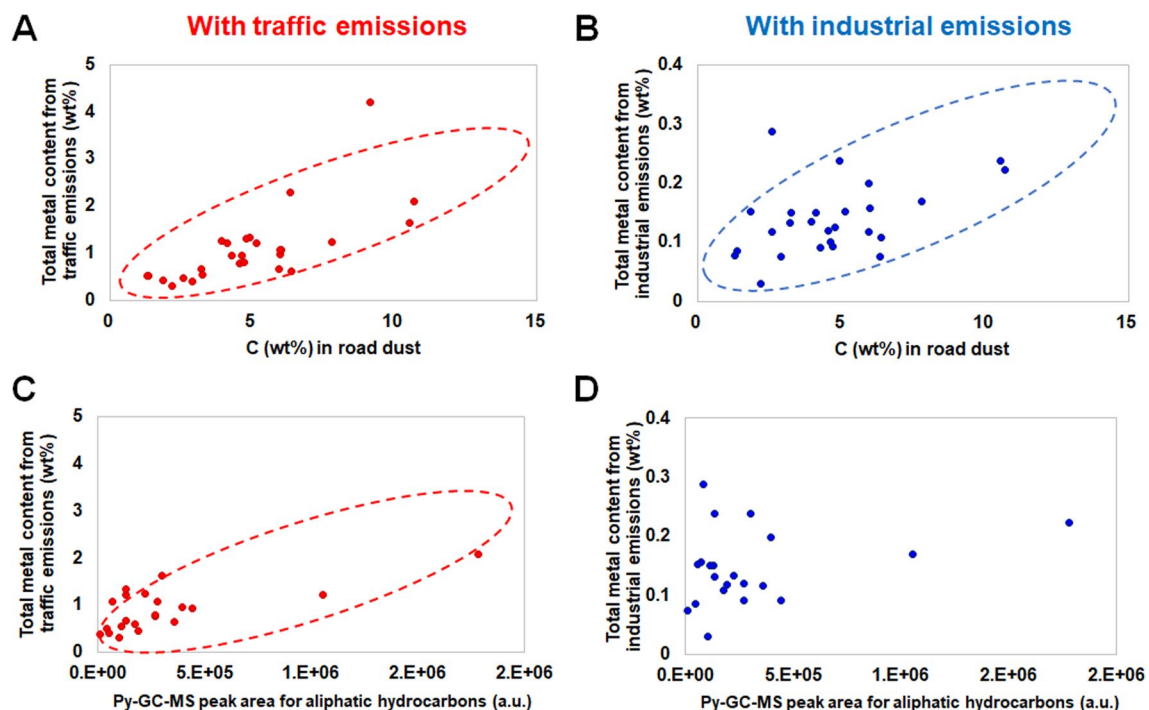 A
With traffic emissions
Total metal content from
traffic emissions (wt%)
5
4
3
2
1
0
0 5 10 15
C (wt%) in road dust
B
With industrial emissions
Total metal content from
industrial emissions (wt%)
0.4
0.3
0.2
0.1
0
0 5 10 15
C (wt%) in road dust
C
Total metal content from
traffic emissions (wt%)
5
4
3
2
1
0
0.E+00 5.E+05 1.E+06 2.E+06 2.E+06
Py-GC-MS peak area for aliphatic hydrocarbons (a.u.)
D
Total metal content from
industrial emissions (wt%)
0.4
0.3
0.2
0.1
0
0.E+00 5.E+05 1.E+06 2.E+06 2.E+06
Py-GC-MS peak area for aliphatic hydrocarbons (a.u.)